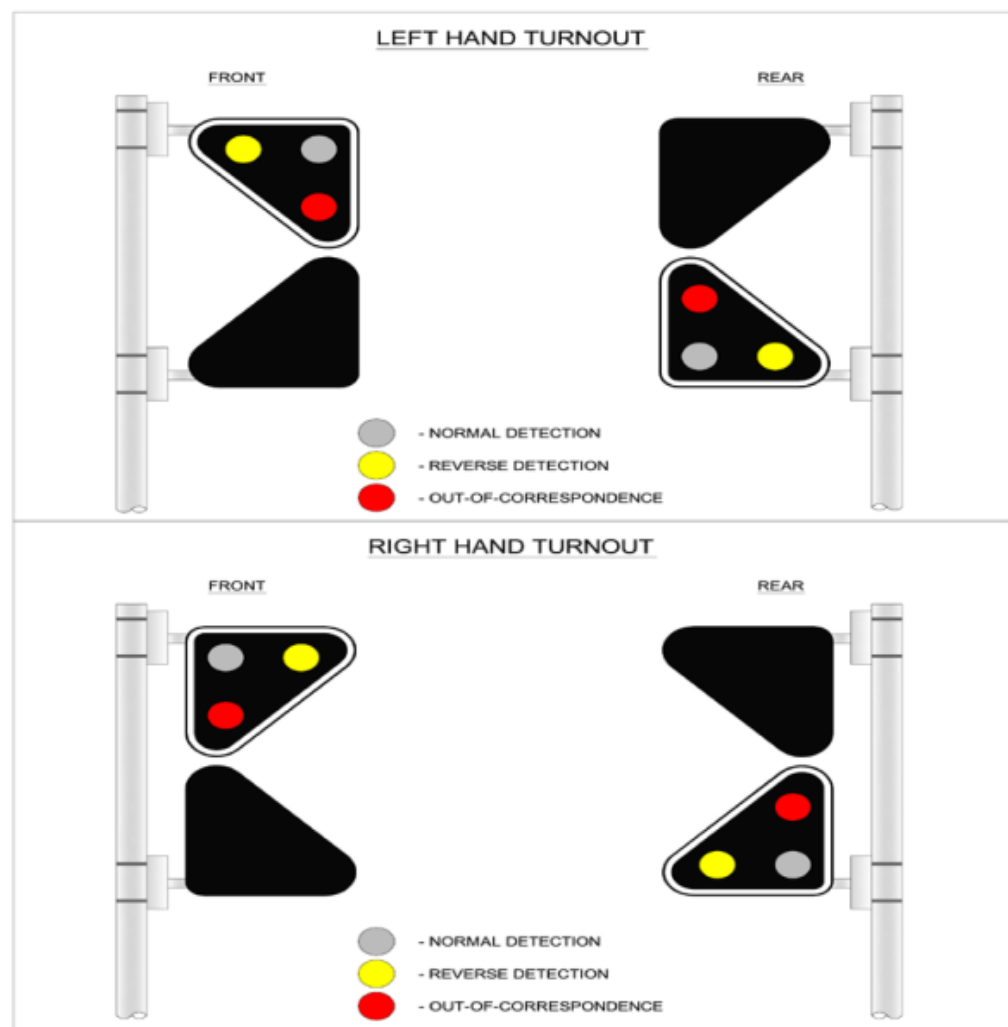 LEFT HAND TURNOUT
FRONT
REAR
- NORMAL DETECTION
- REVERSE DETECTION
- OUT-OF-CORRESPONDENCE
RIGHT HAND TURNOUT
FRONT
REAR
- NORMAL DETECTION
- REVERSE DETECTION
- OUT-OF-CORRESPONDENCE